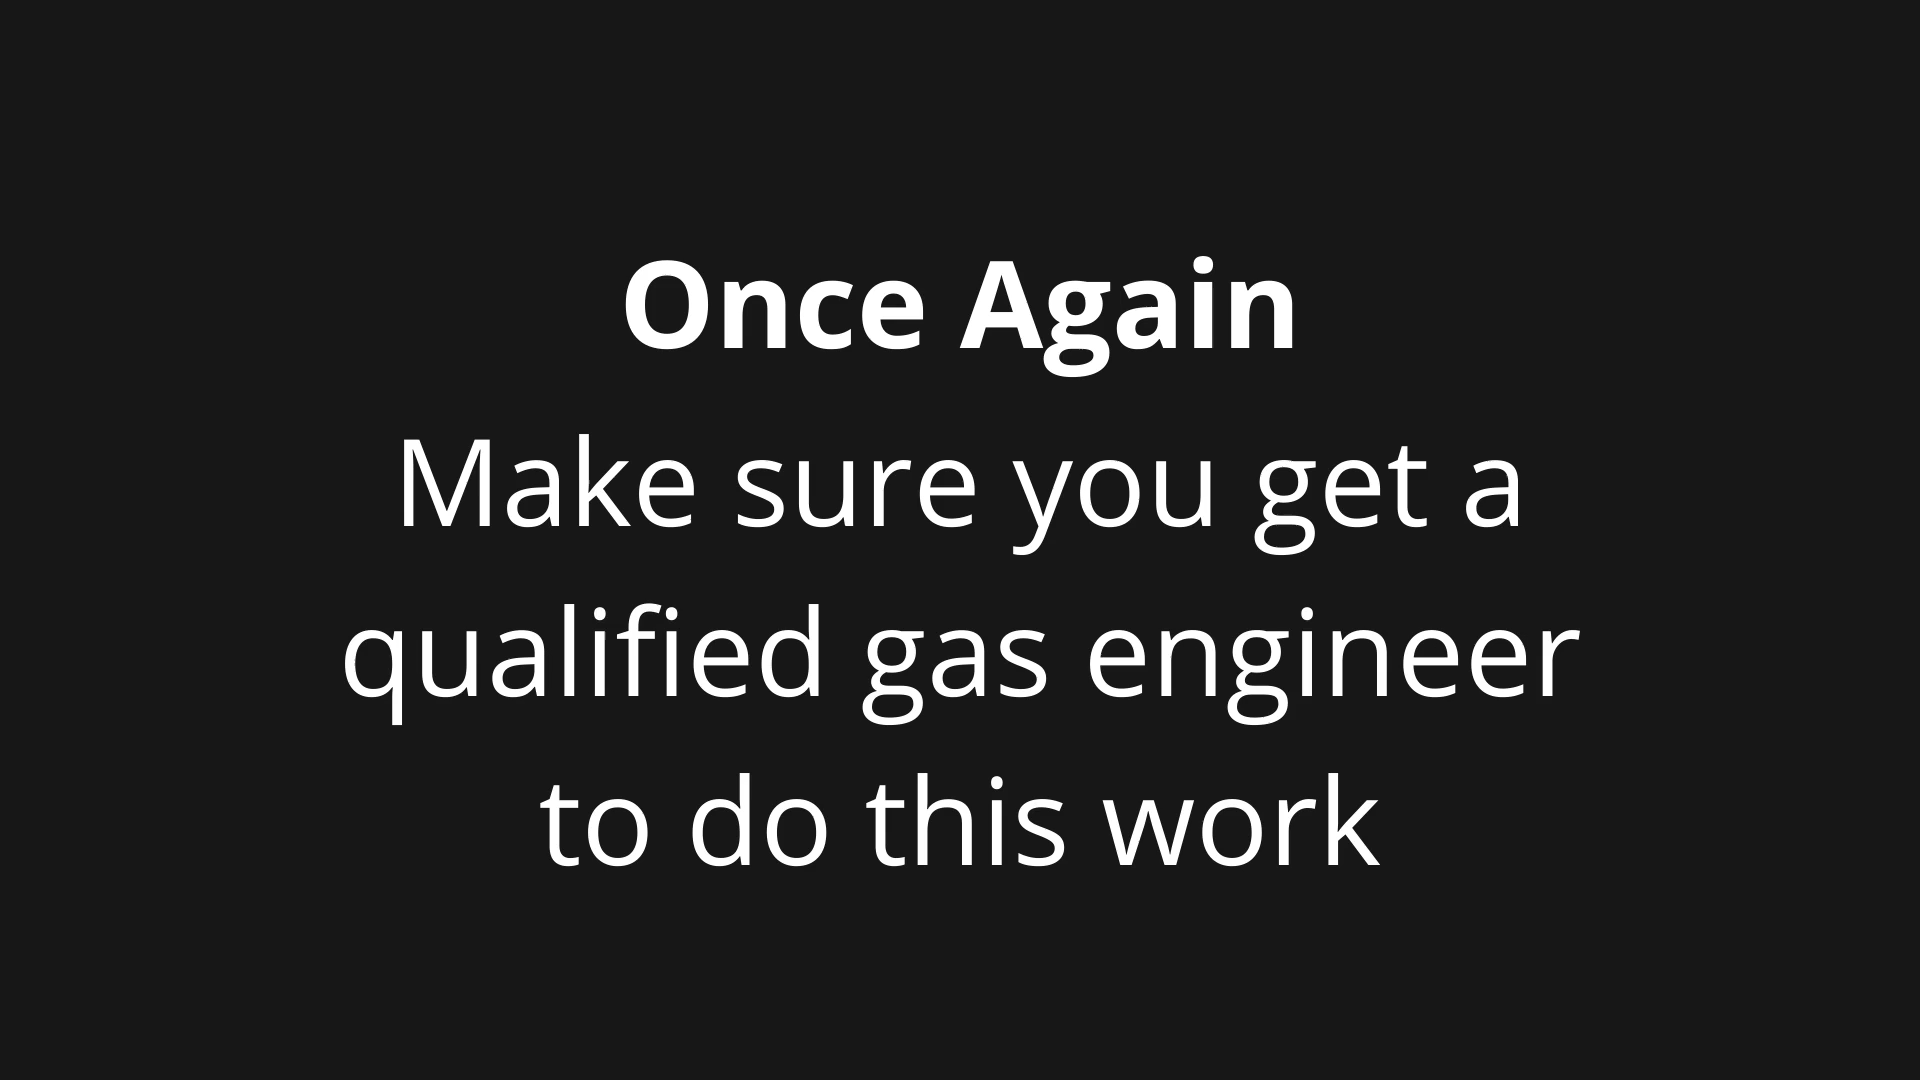 Once Again
Make sure you get a
qualified gas engineer
to do this work